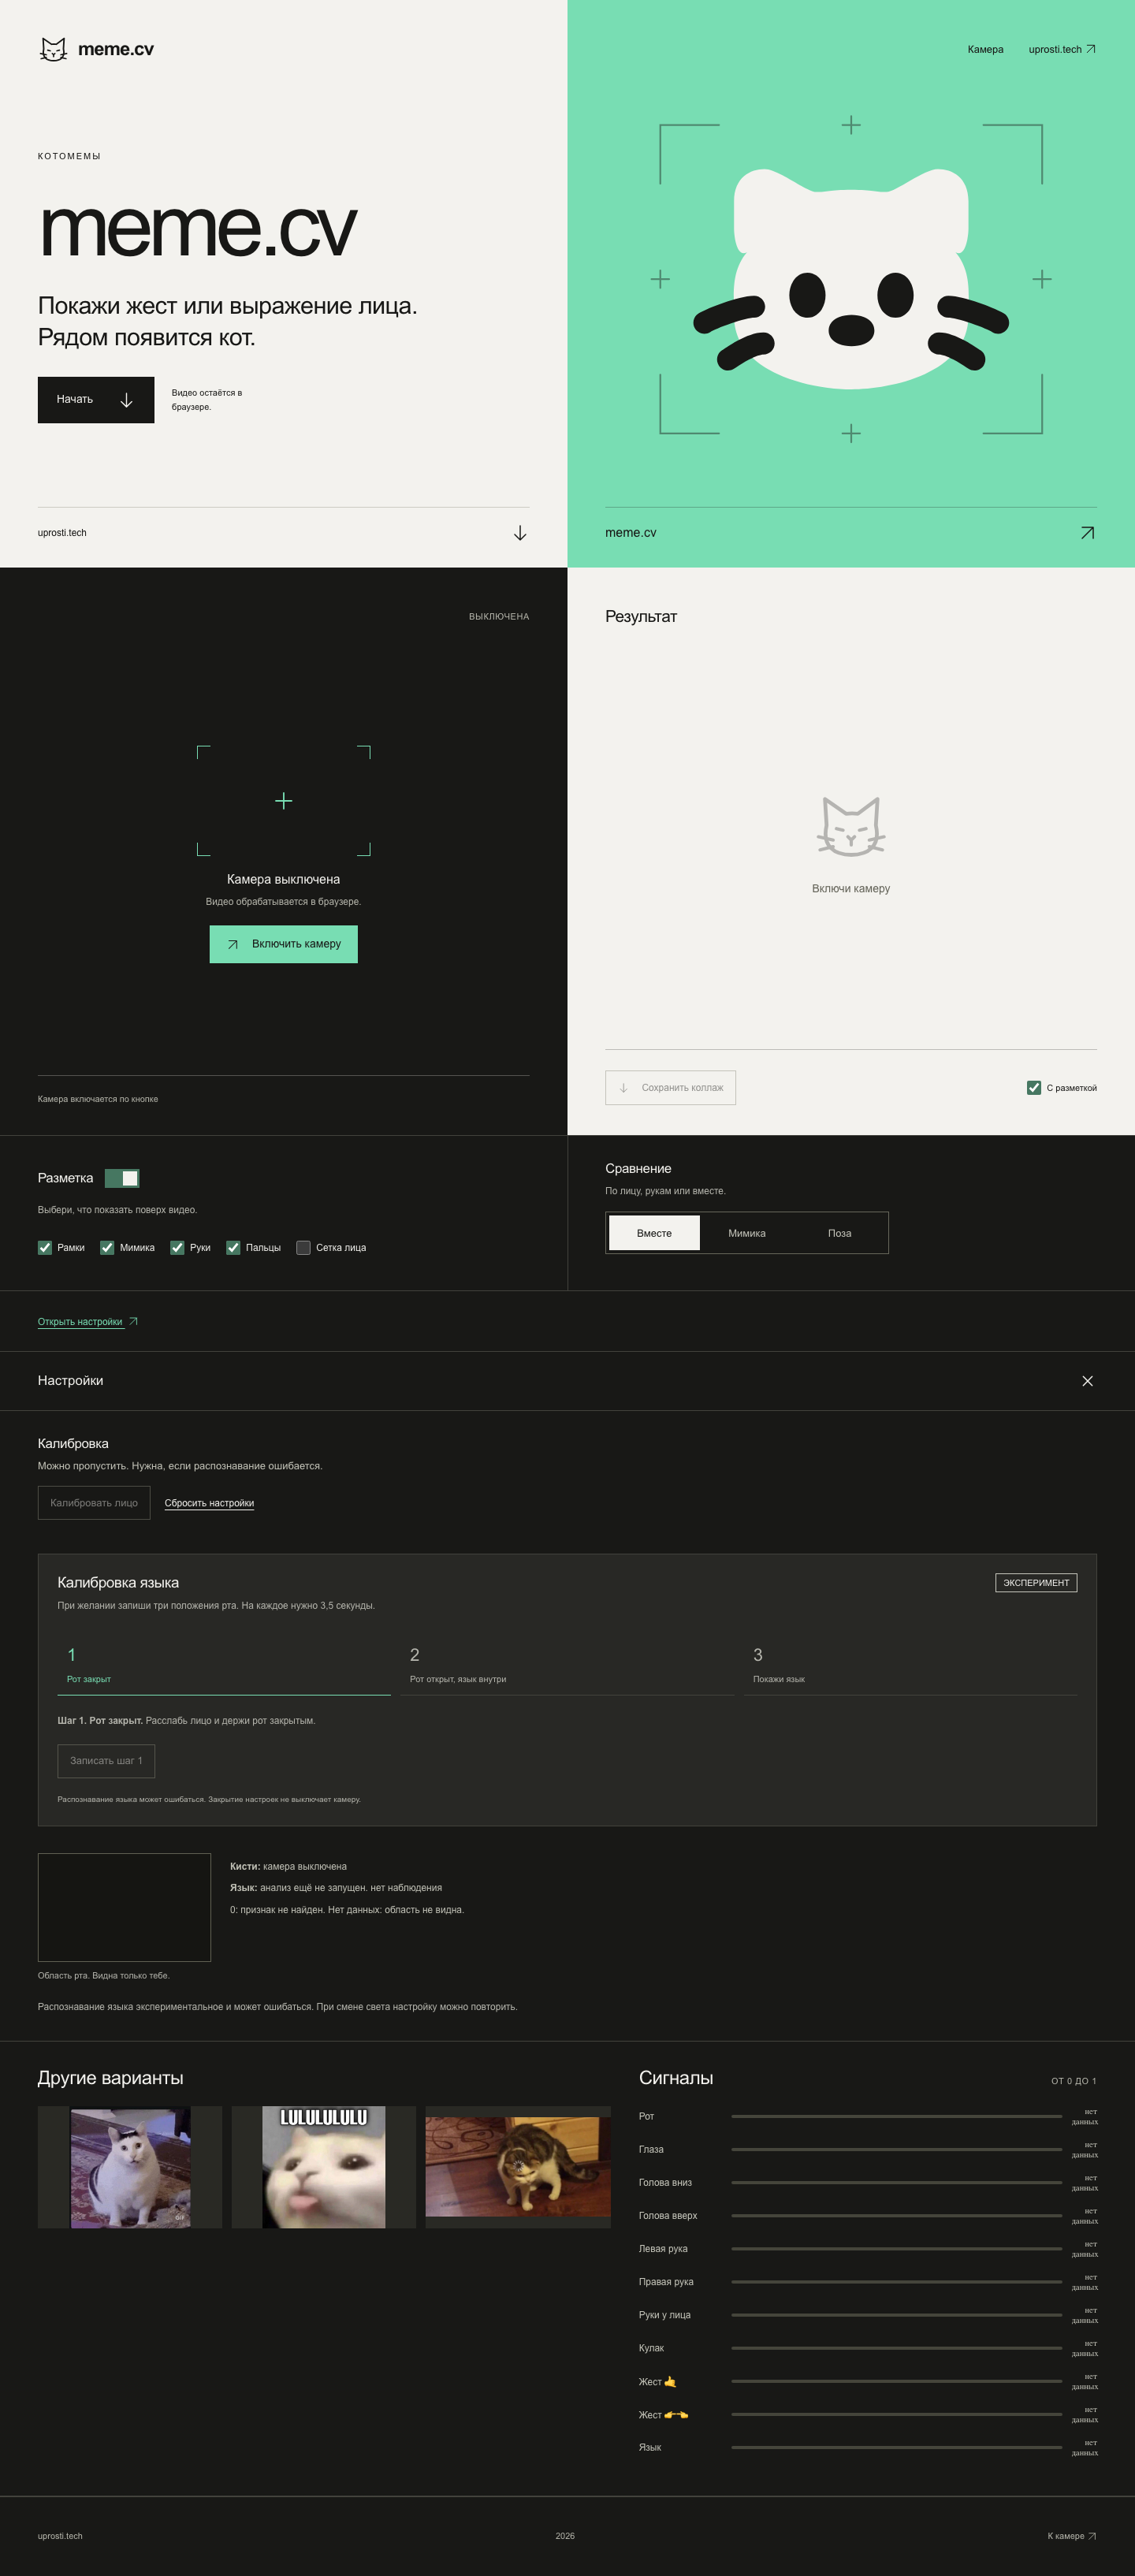 meme.cv
Камера
uprosti.tech
КОТОМЕМЫ
meme.cv
Покажи жест или выражение лица.
Рядом появится кот.
Начать
Видео остаётся в
браузере.
uprosti.tech
meme.cv
ВЫКЛЮЧЕНА
Камера выключена
Видео обрабатывается в браузере.
Включить камеру
Камера включается по кнопке
Результат
Включи камеру
Сохранить коллаж
С разметкой
Разметка
Выбери, что показать поверх видео.
Рамки
Мимика
Руки
Пальцы
Сетка лица
Сравнение
По лицу, рукам или вместе.
Вместе
Мимика
Поза
Открыть настройки
Настройки
Калибровка
Можно пропустить. Нужна, если распознавание ошибается.
Калибровать лицо
Сбросить настройки
Калибровка языка
ЭКСПЕРИМЕНТ
При желании запиши три положения рта. На каждое нужно 3,5 секунды.
1
Рот закрыт
2
Рот открыт, язык внутри
3
Покажи язык
Шаг 1. Рот закрыт. Расслабь лицо и держи рот закрытым.
Записать шаг 1
Распознавание языка может ошибаться. Закрытие настроек не выключает камеру.
Кисти: камера выключена
Язык: анализ ещё не запущен. нет наблюдения
0: признак не найден. Нет данных: область не видна.
Область рта. Видна только тебе.
Распознавание языка экспериментальное и может ошибаться. При смене света настройку можно повторить.
Другие варианты
GIF
LULULULULU
Сигналы
ОТ 0 ДО 1
Рот
нет
данных
Глаза
нет
данных
Голова вниз
нет
данных
Голова вверх
нет
данных
Левая рука
нет
данных
Правая рука
нет
данных
Руки у лица
нет
данных
Кулак
нет
данных
Жест 🤙
нет
данных
Жест 👉👈
нет
данных
Язык
нет
данных
uprosti.tech
2026
К камере